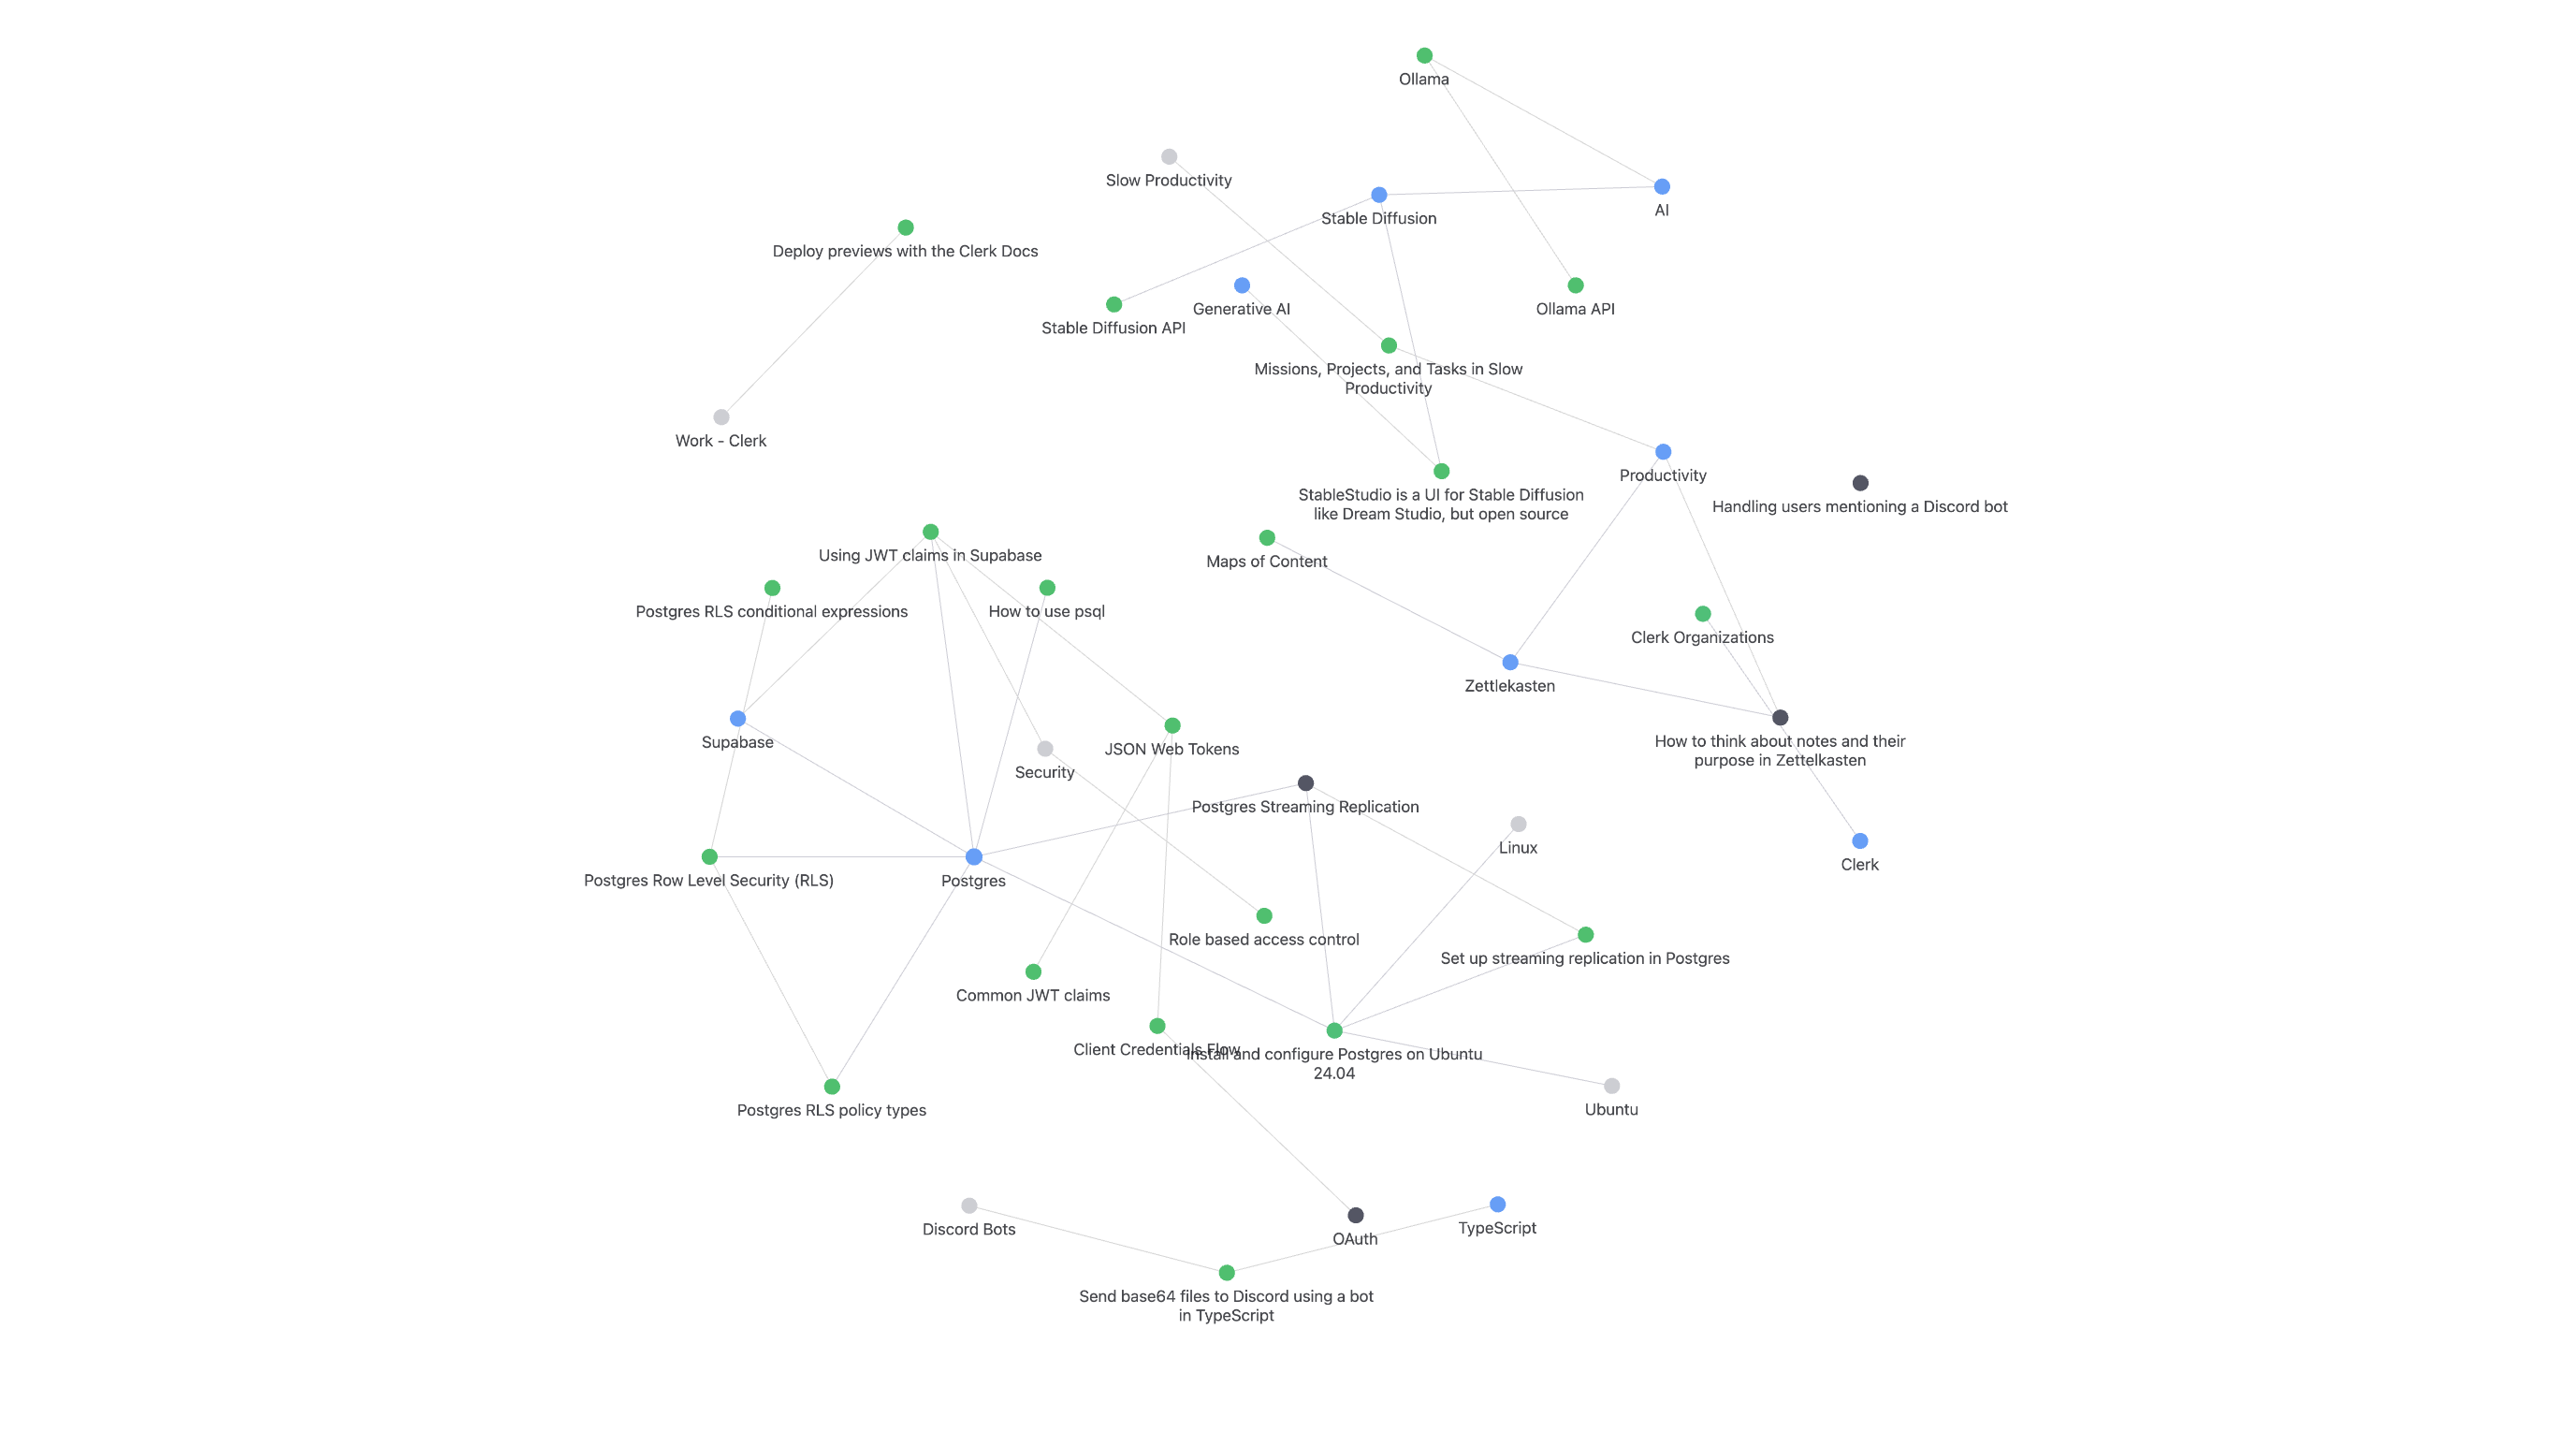 Ollama
Slow Productivity
AI
Stable Diffusion
Deploy previews with the Clerk Docs
Generative AI
Ollama API
Stable Diffusion API
Missions, Projects, and Tasks in Slow
Productivity
Work - Clerk
Productivity
StableStudio is a UI for Stable Diffusion
like Dream Studio, but open source
Handling users mentioning a Discord bot
Using JWT claims in Supabase
Maps of Content
Postgres RLS conditional expressions
How to use psql
Clerk Organizations
Zettlekasten
Supabase
JSON Web Tokens
How to think about notes and their
purpose in Zettelkasten
Security
Postgres Streaming Replication
Linux
Clerk
Postgres Row Level Security (RLS)
Postgres
Role based access control
Set up streaming replication in Postgres
Common JWT claims
Client Credentials Flow
Install and configure Postgres on Ubuntu
24.04
Postgres RLS policy types
Ubuntu
Discord Bots
OAuth
TypeScript
Send base64 files to Discord using a bot
in TypeScript